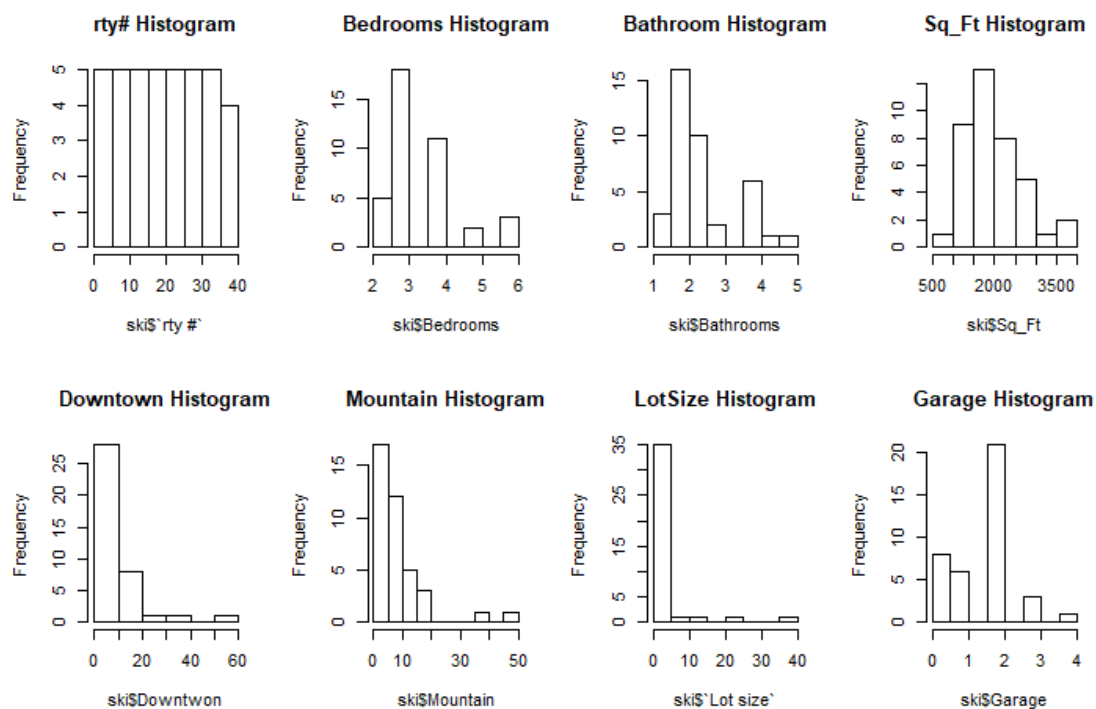 rty# Histogram
Bedrooms Histogram
Bathroom Histogram
Sq_Ft Histogram
Frequency
0 1 2 3 4 5
0 10 20 30 40
ski$`rty #`
Frequency
0 5 10 15
2 3 4 5 6
ski$Bedrooms
Frequency
0 5 10 15
1 2 3 4 5
ski$Bathrooms
Frequency
0 2 4 6 8 10
500 2000 3500
ski$Sq_Ft
Downtown Histogram
Mountain Histogram
LotSize Histogram
Garage Histogram
Frequency
0 5 10 15 20 25
0 20 40 60
ski$Downtwon
Frequency
0 5 10 15
0 10 30 50
ski$Mountain
Frequency
0 5 15 25 35
0 10 20 30 40
ski$`Lot size`
Frequency
0 5 10 15 20
0 1 2 3 4
ski$Garage